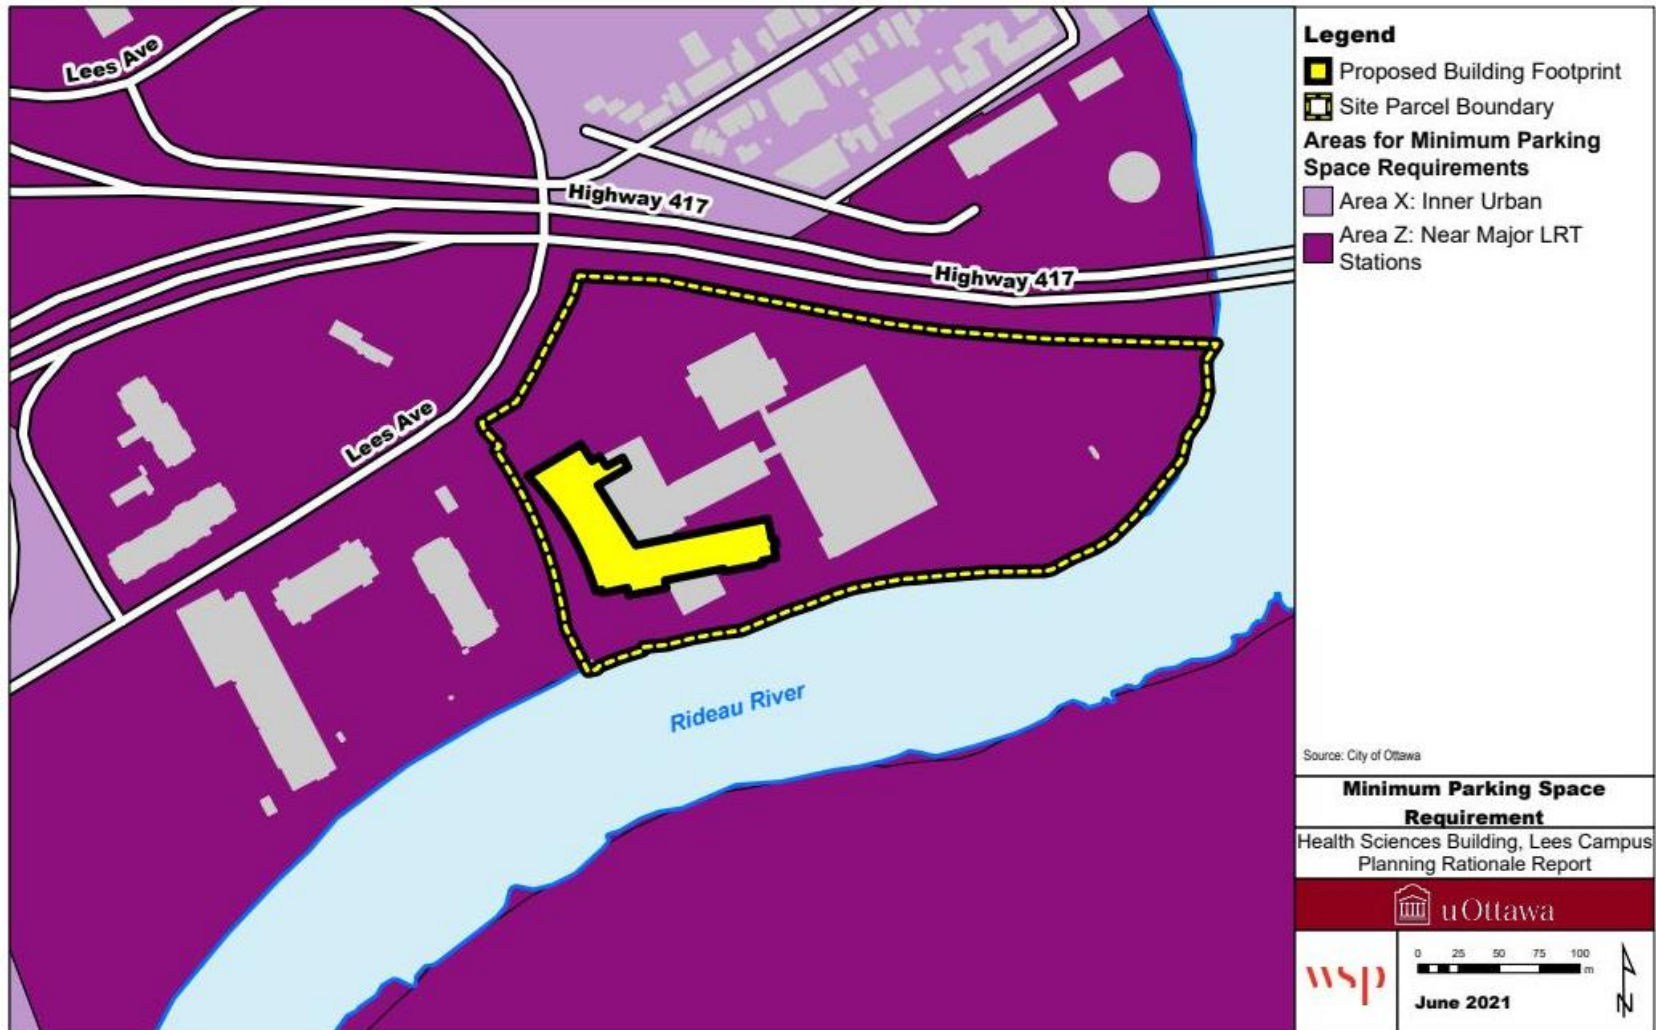 Lees Ave
Highway 417
Highway 417
Lees Ave
Rideau River
Legend
Proposed Building Footprint
Site Parcel Boundary
Areas for Minimum Parking
Space Requirements
Area X: Inner Urban
Area Z: Near Major LRT
Stations
Source: City of Ottawa
Minimum Parking Space
Requirement
Health Sciences Building, Lees Campus
Planning Rationale Report
uOttawa
wsp
0 25 50 75 100
m
June 2021
N